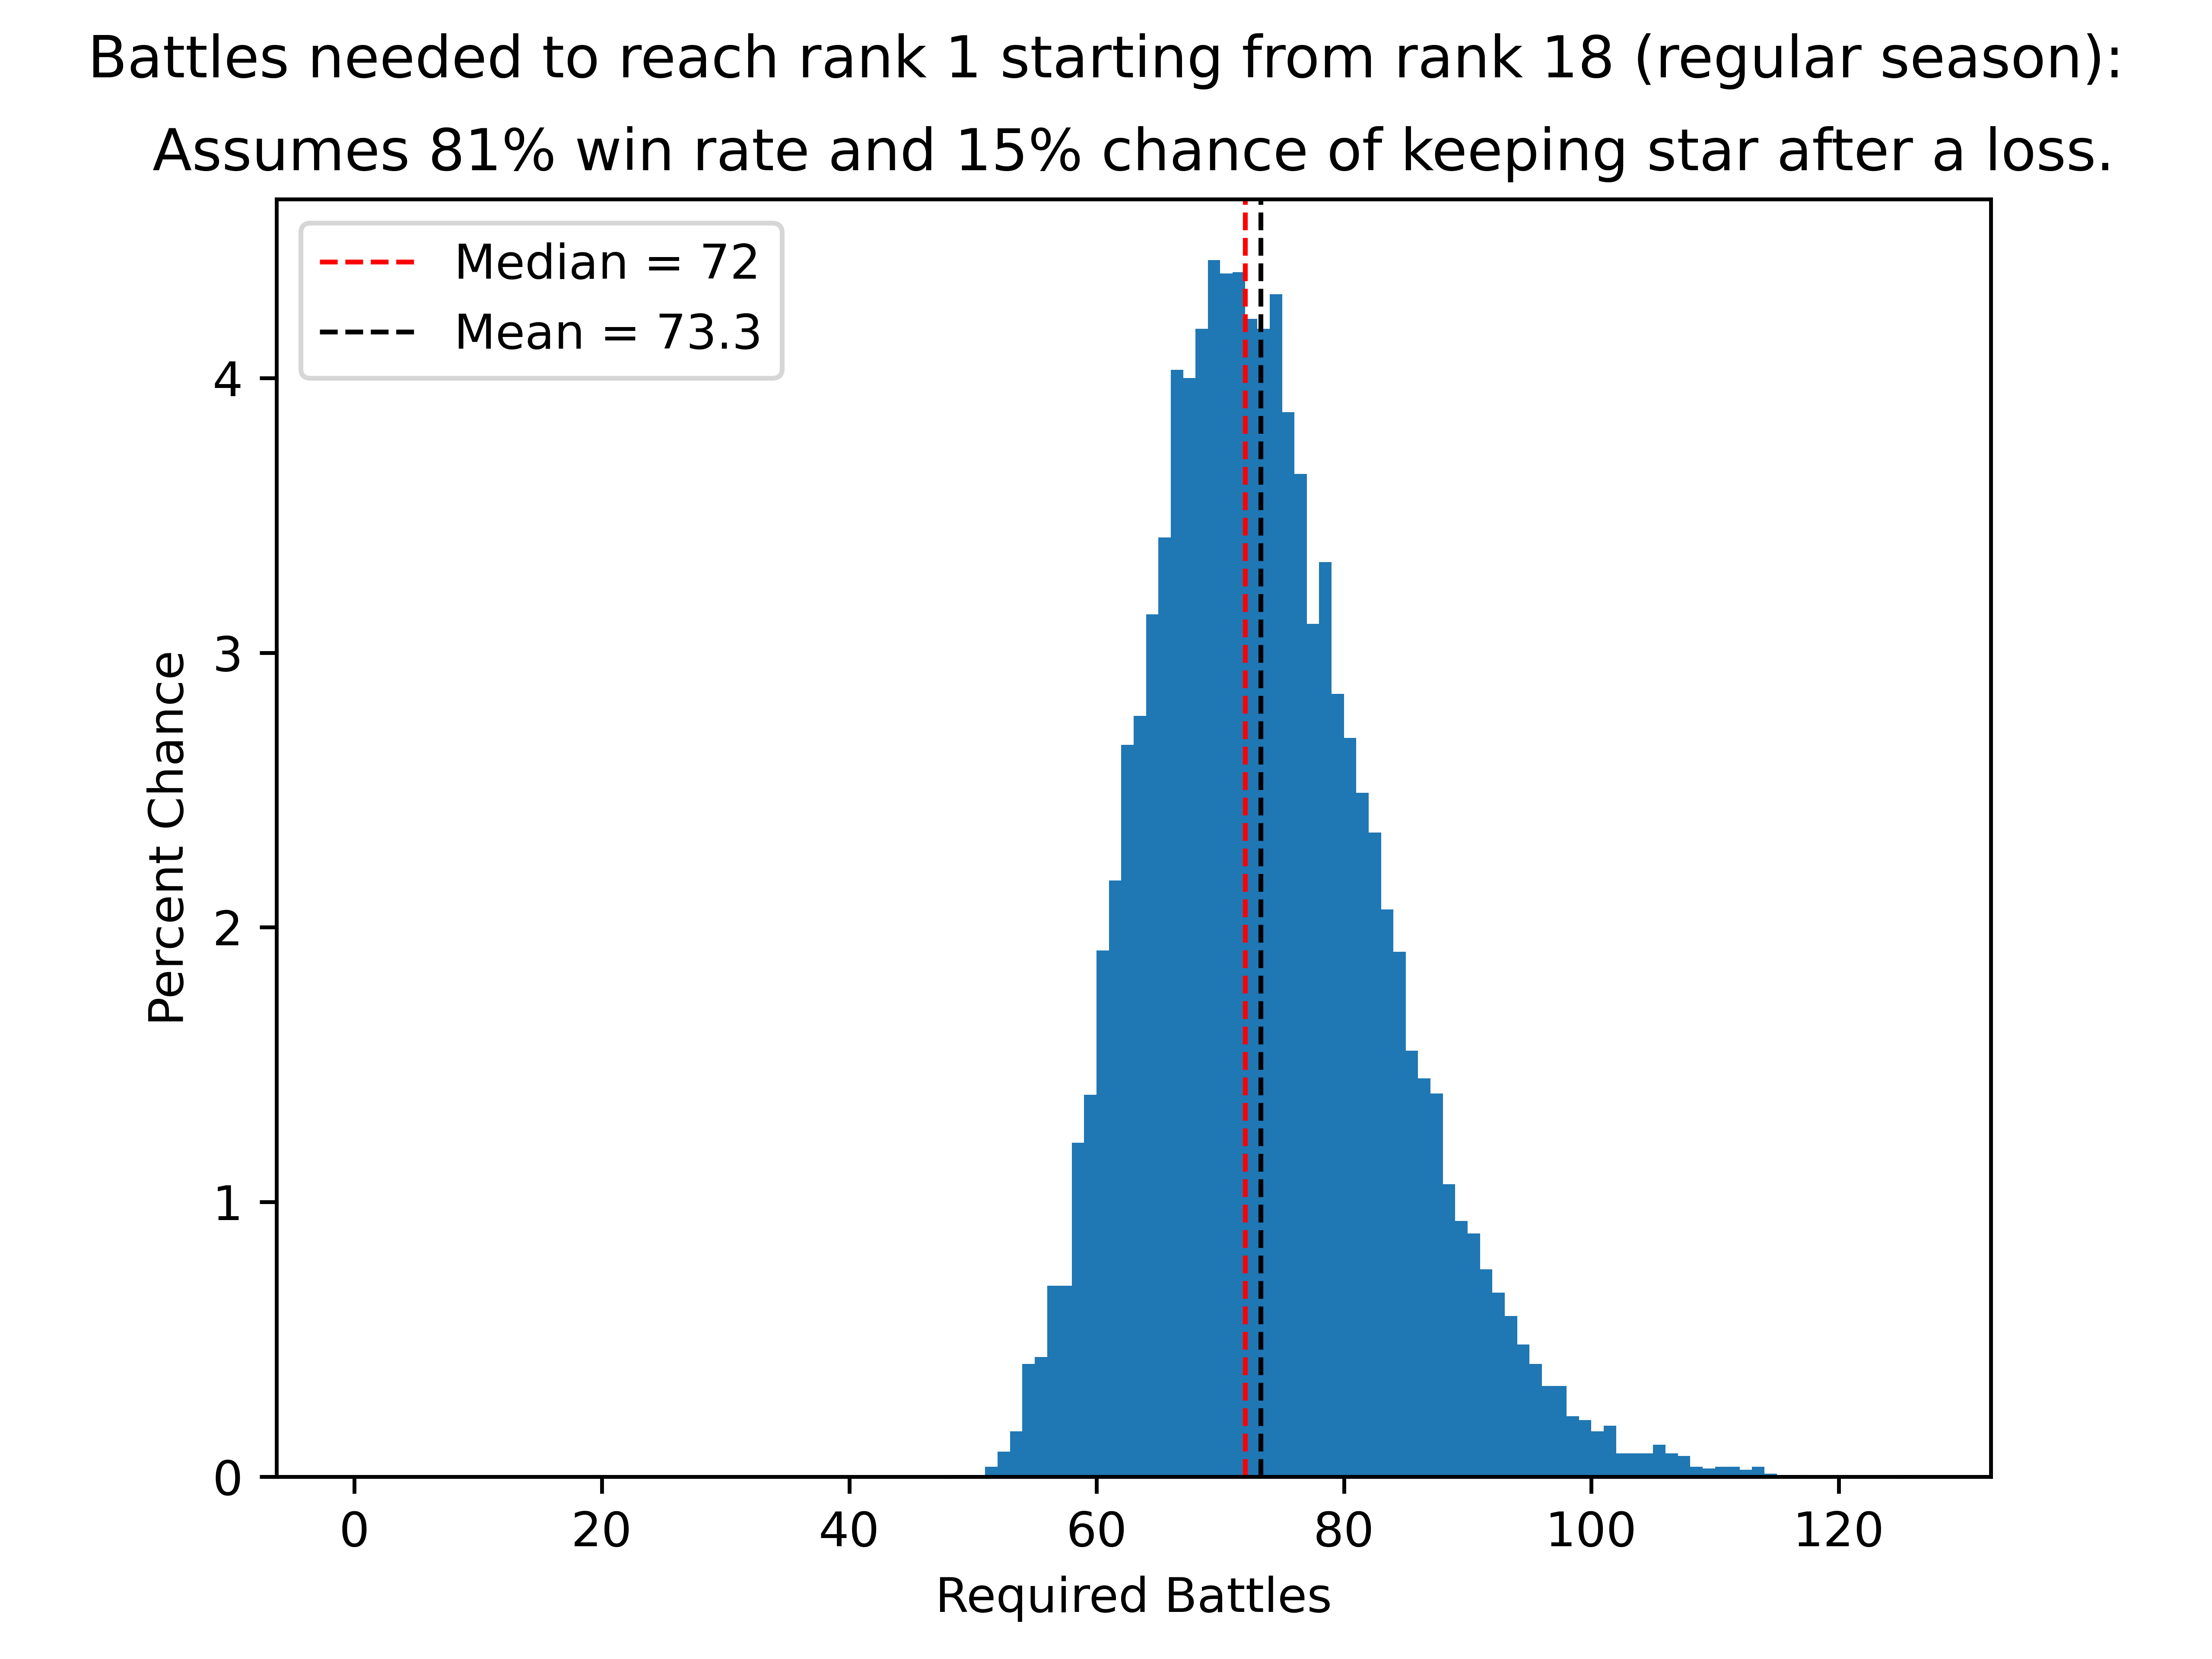 Battles needed to reach rank 1 starting from rank 18 (regular season):
Assumes 81% win rate and 15% chance of keeping star after a loss.
Median = 72
Mean = 73.3
4
3
2
1
0
Percent Chance
0 20 40 60 80 100 120
Required Battles